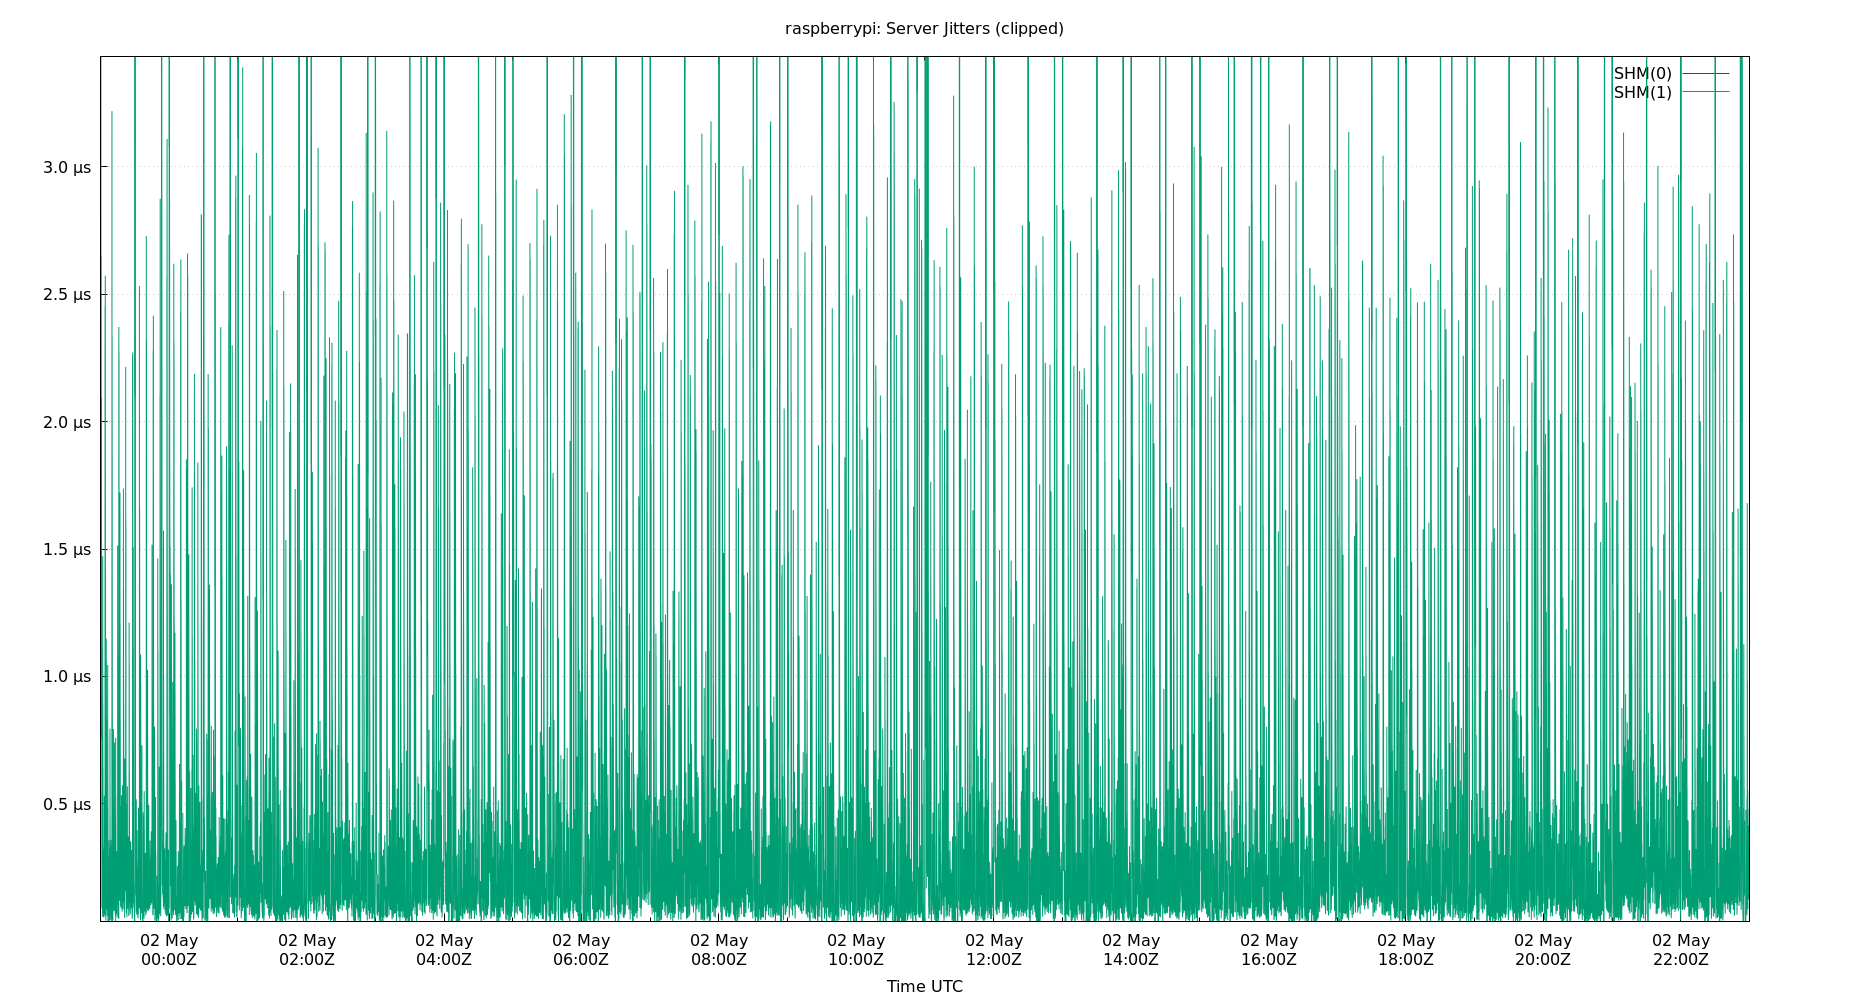 raspberrypi: Server Jitters (clipped)
SHM(0)
SHM(1)
3.0 µs
2.5 µs
2.0 µs
1.5 µs
1.0 µs
0.5 µs
02 May 02 May 02 May 02 May 02 May 02 May 02 May 02 May 02 May 02 May 02 May 02 May
00:00Z 02:00Z 04:00Z 06:00Z 08:00Z 10:00Z 12:00Z 14:00Z 16:00Z 18:00Z 20:00Z 22:00Z
Time UTC